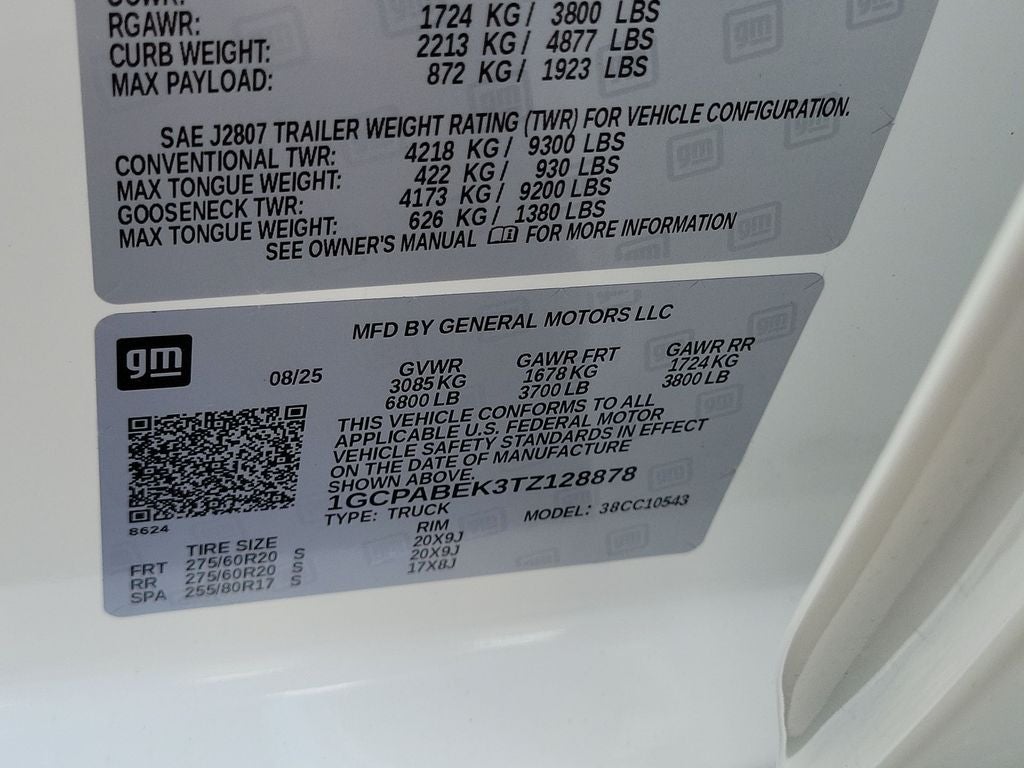 RGAWR: 1724 KG/ 3800 LBS
CURB WEIGHT: 2213 KG/ 4877 LBS
MAX PAYLOAD: 872 KG/ 1923 LBS
SAE J2807 TRAILER WEIGHT RATING (TWR) FOR VEHICLE CONFIGURATION.
CONVENTIONAL TWR: 4218 KG/ 9300 LBS
MAX TONGUE WEIGHT: 422 KG/ 930 LBS
GOOSENECK TWR: 4173 KG/ 9200 LBS
MAX TONGUE WEIGHT: 626 KG/ 1380 LBS
SEE OWNER'S MANUAL FOR MORE INFORMATION
gm
MFD BY GENERAL MOTORS LLC
08/25
GVWR GAWR FRT GAWR RR
3085 KG 1678 KG 1724 KG
6800 LB 3700 LB 3800 LB
THIS VEHICLE CONFORMS TO ALL
APPLICABLE U.S. FEDERAL MOTOR
VEHICLE SAFETY STANDARDS IN EFFECT
ON THE DATE OF MANUFACTURE
SHOWN ABOVE.
1GCPABEK3TZ128878
TYPE: TRUCK MODEL: 38CC10543
8624
TIRE SIZE RIM
FRT 275/60R20 S 20X9J
RR 275/60R20 S 20X9J
SPA 255/80R17 S 17X8J